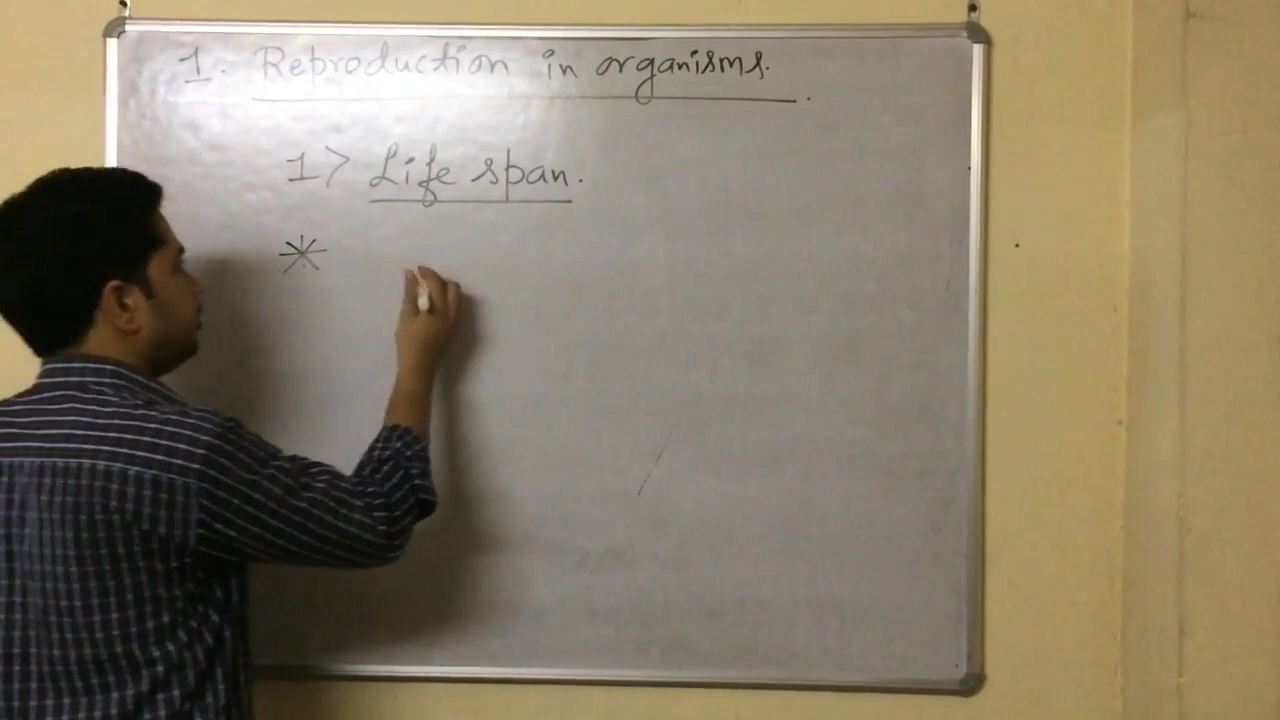 1. Reproduction in organisms.
1> Life span.
*